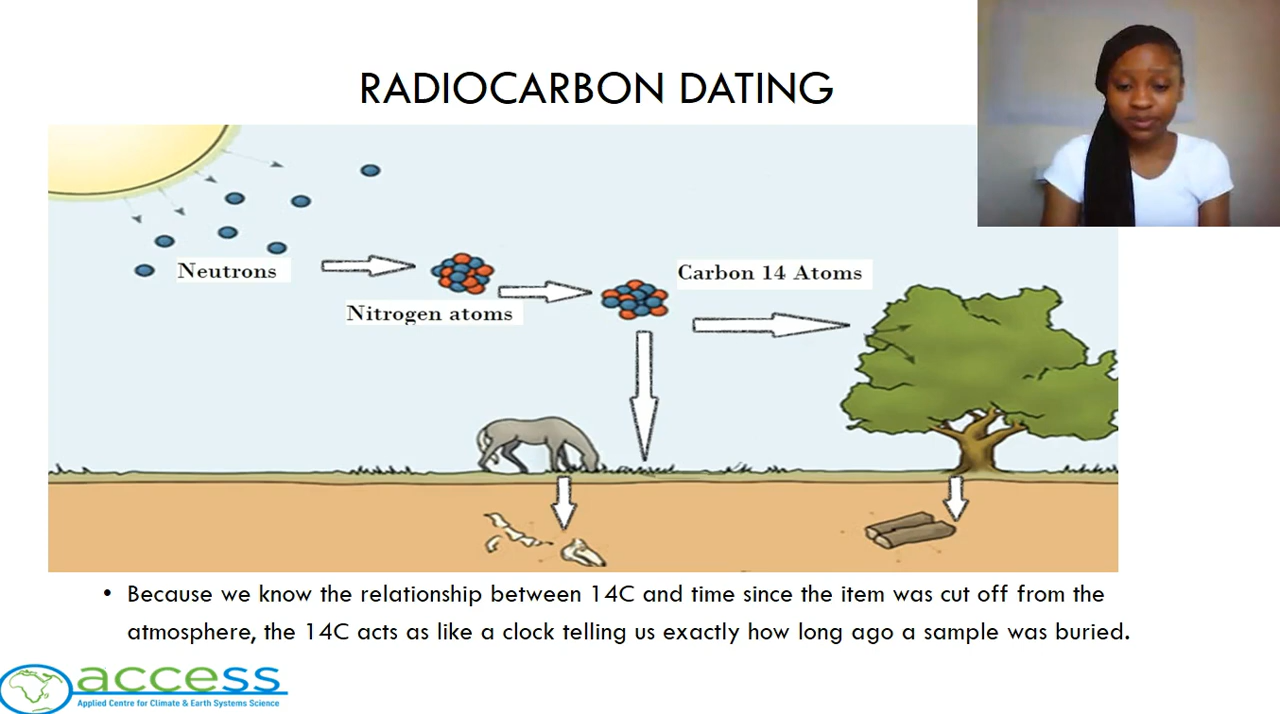 RADIOCARBON DATING
Neutrons
Nitrogen atoms
Carbon 14 Atoms
• Because we know the relationship between 14C and time since the item was cut off from the
atmosphere, the 14C acts as like a clock telling us exactly how long ago a sample was buried.
access
Applied Centre for Climate & Earth Systems Science